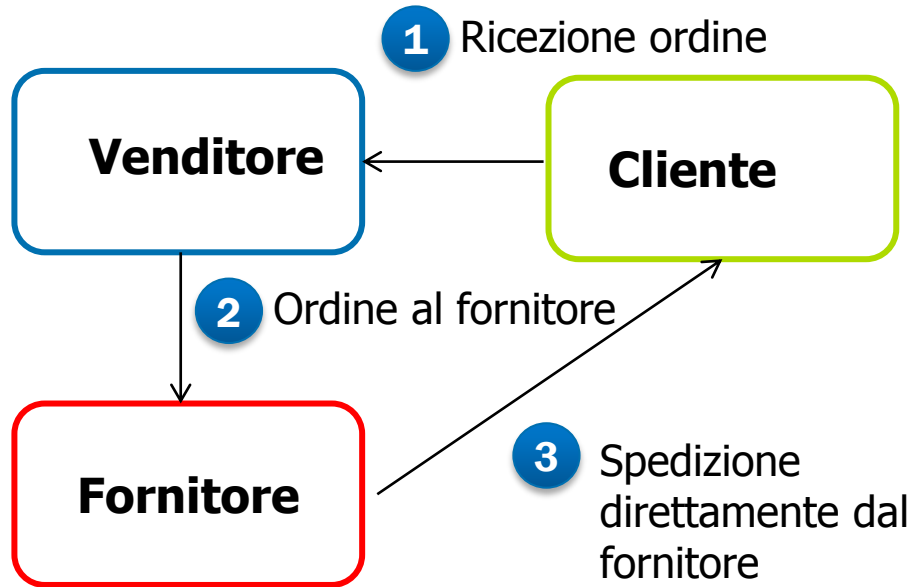 1 Ricezione ordine
Venditore
Cliente
2 Ordine al fornitore
Fornitore
3 Spedizione
direttamente dal
fornitore